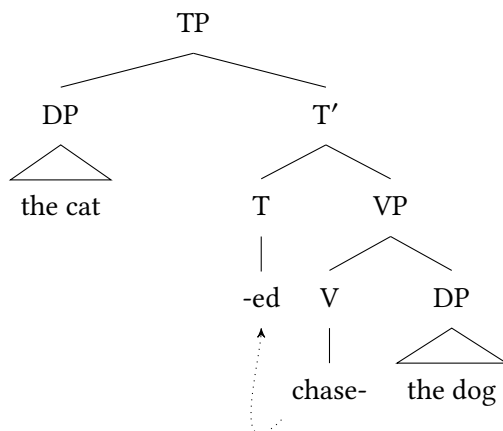 TP
DP T′
the cat T VP
-ed V DP
chase- the dog